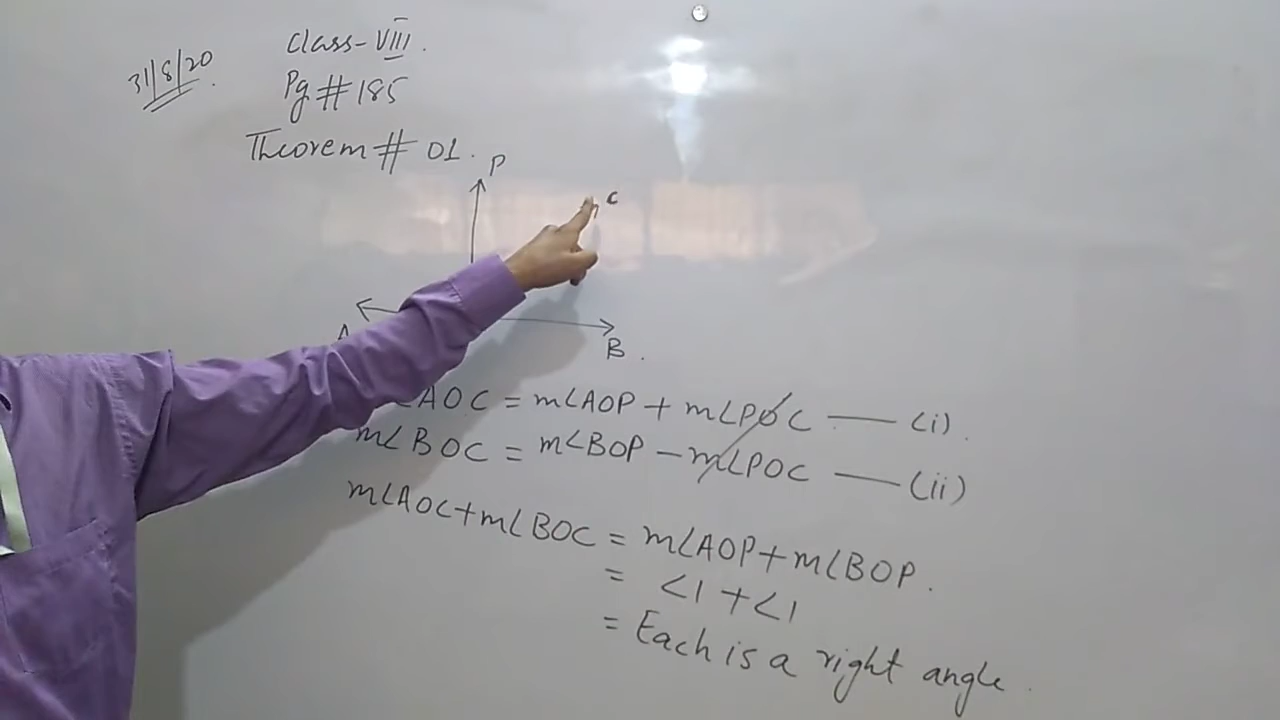 Class-VIII.
31/8/20.
Pg # 185
Theorem # 01.
P
C
A
B.
AOC = m∠AOP + m∠POC — (i).
m∠BOC = m∠BOP - m∠POC — (ii)
m∠AOC+m∠BOC = m∠AOP+m∠BOP.
= ∠1+∠1
= Each is a right angle.